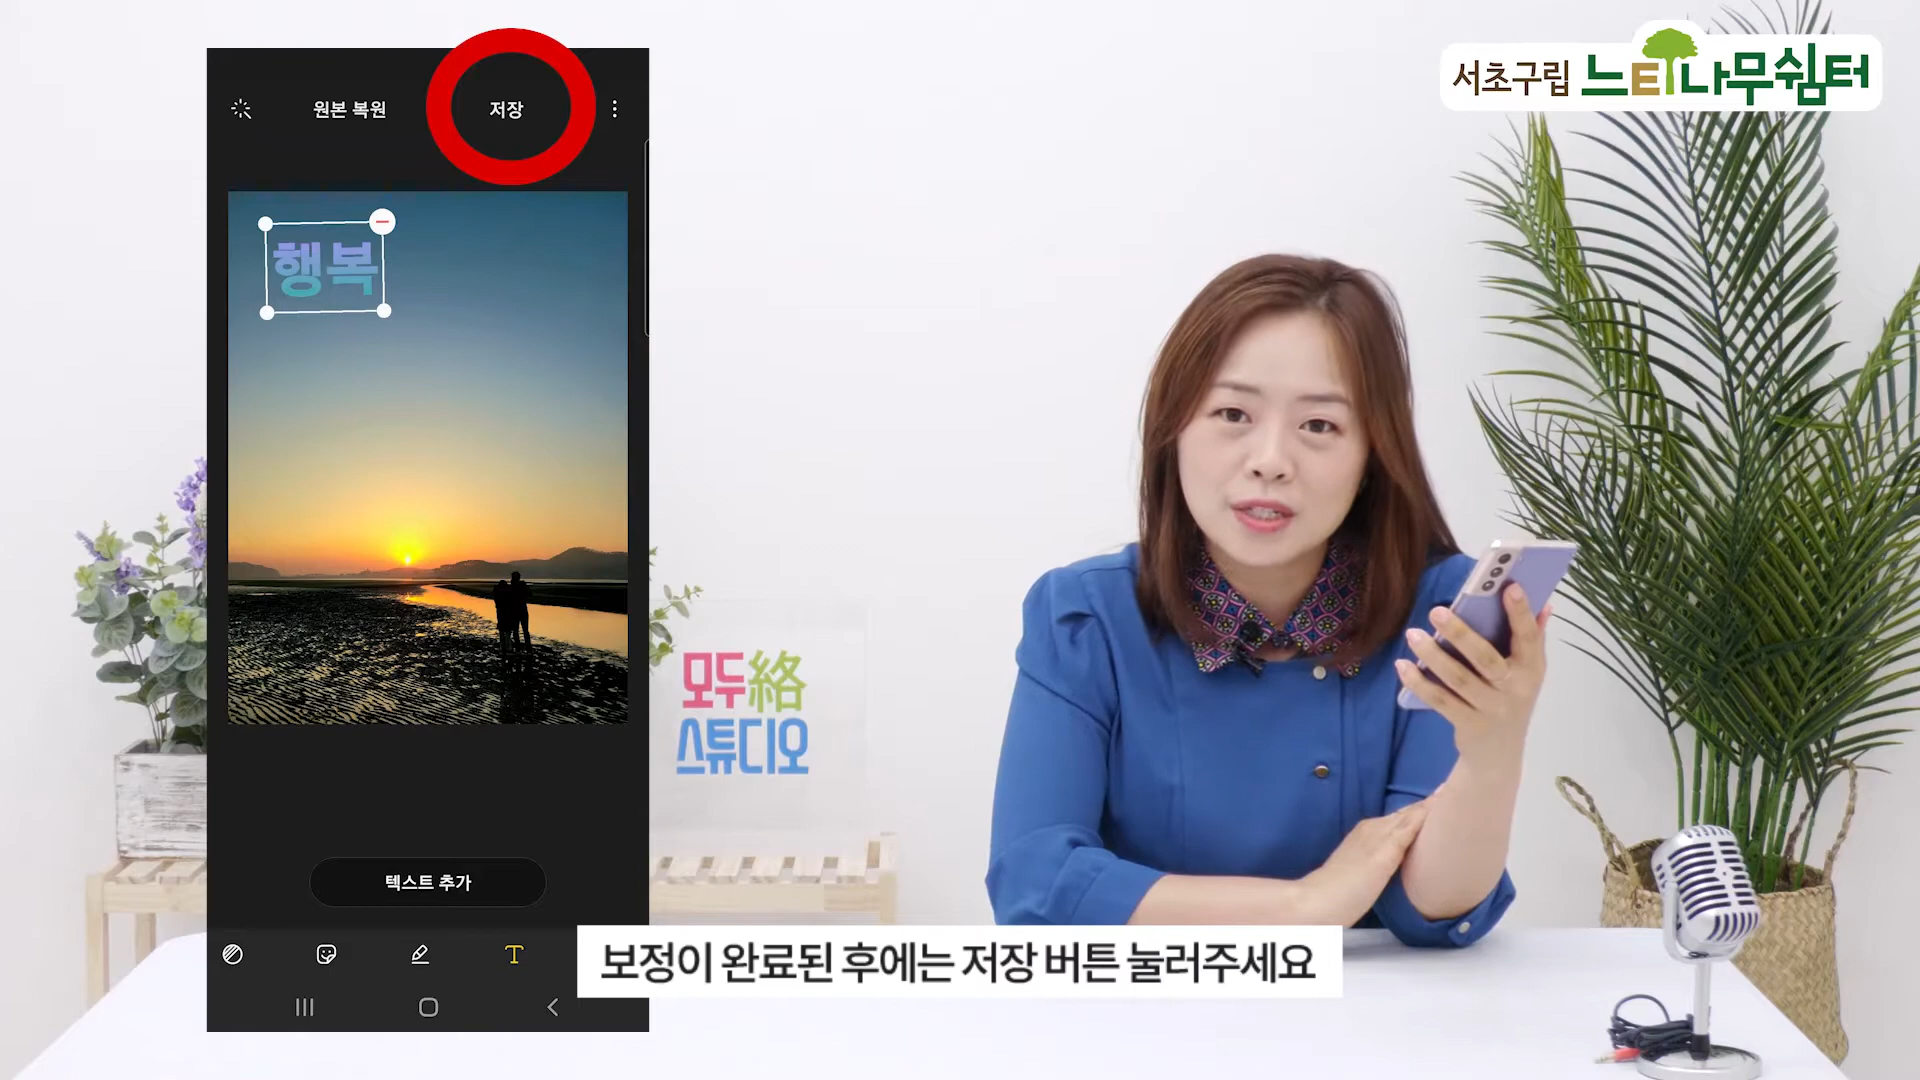 서초구립 느티나무쉼터
원본 복원
저장
행복
모두絡
스튜디오
텍스트 추가
보정이 완료된 후에는 저장 버튼 눌러주세요